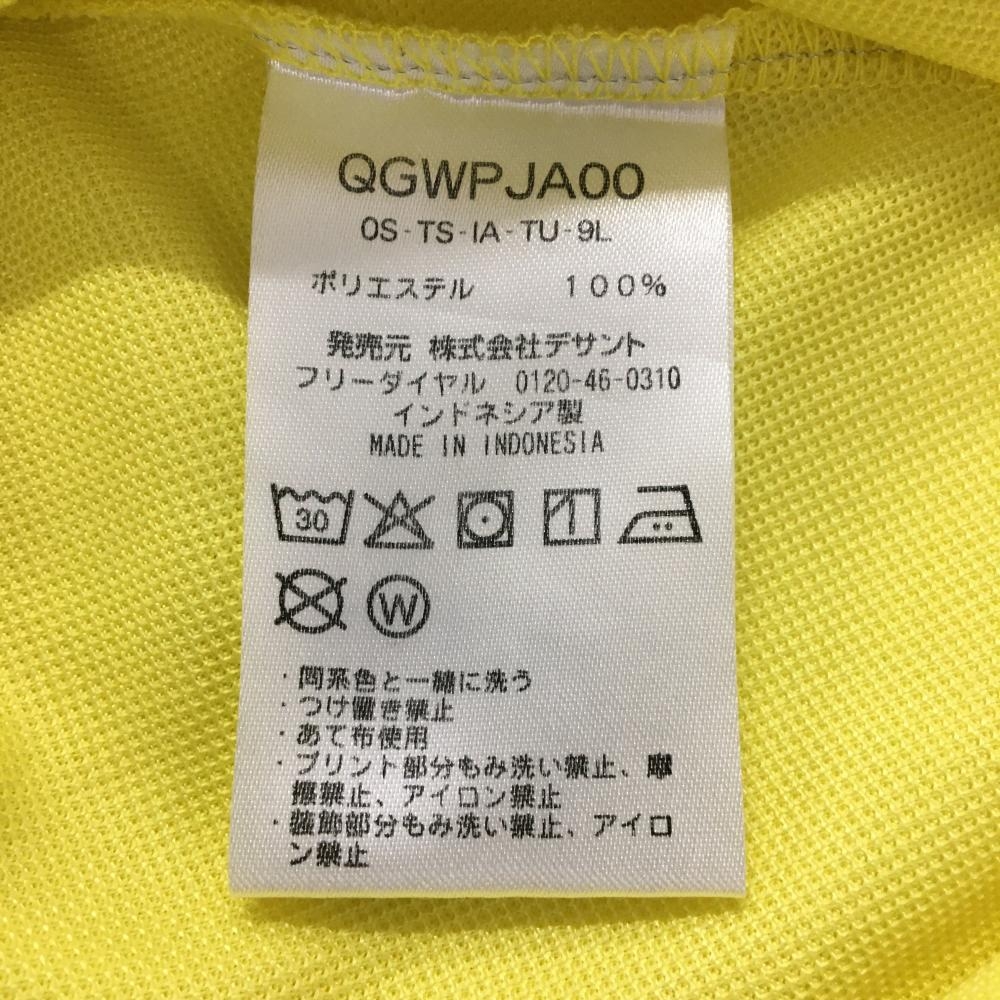 QGWPJA00
0S-TS-IA-TU-9L
ポリエステル 100%
発売元 株式会社デサント
フリーダイヤル 0120-46-0310
インドネシア製
MADE IN INDONESIA
30
W
・同系色と一緒に洗う
・つけ置き禁止
・あて布使用
・プリント部分もみ洗い禁止、摩
擦禁止、アイロン禁止
・装飾部分もみ洗い禁止、アイロ
ン禁止